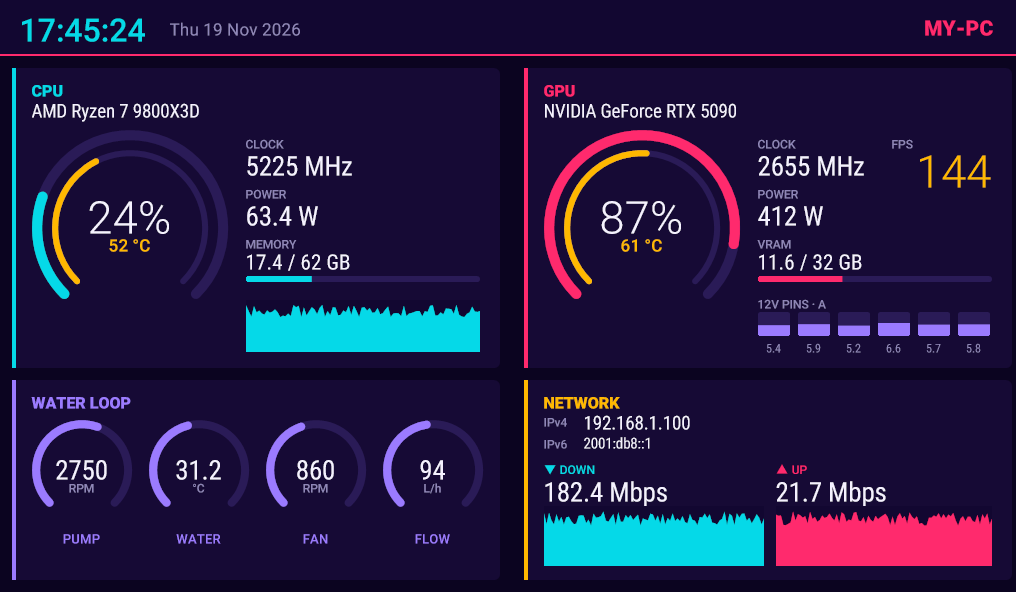 17:45:24 Thu 19 Nov 2026 MY-PC
CPU
AMD Ryzen 7 9800X3D
24%
52 °C
CLOCK
5225 MHz
POWER
63.4 W
MEMORY
17.4 / 62 GB
GPU
NVIDIA GeForce RTX 5090
87%
61 °C
CLOCK
2655 MHz
FPS
144
POWER
412 W
VRAM
11.6 / 32 GB
12V PINS · A
5.4 5.9 5.2 6.6 5.7 5.8
WATER LOOP
2750
RPM
PUMP
31.2
°C
WATER
860
RPM
FAN
94
L/h
FLOW
NETWORK
IPv4 192.168.1.100
IPv6 2001:db8::1
▼ DOWN
182.4 Mbps
▲ UP
21.7 Mbps